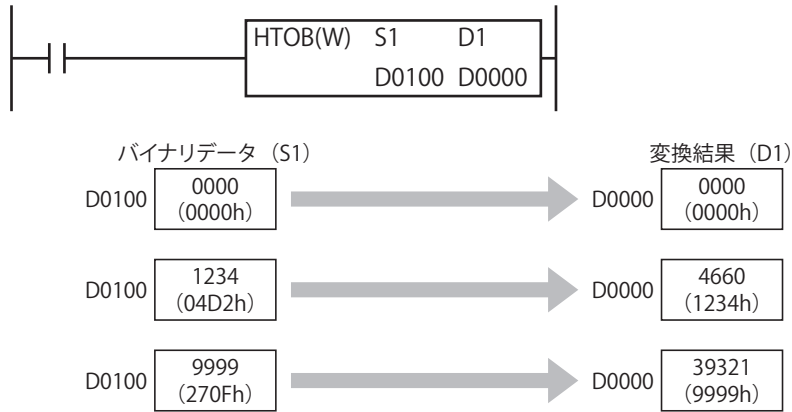 HTOB(W) S1 D1
D0100 D0000
バイナリデータ（S1） 変換結果（D1）
D0100 0000 (0000h) D0000 0000 (0000h)
D0100 1234 (04D2h) D0000 4660 (1234h)
D0100 9999 (270Fh) D0000 39321 (9999h)